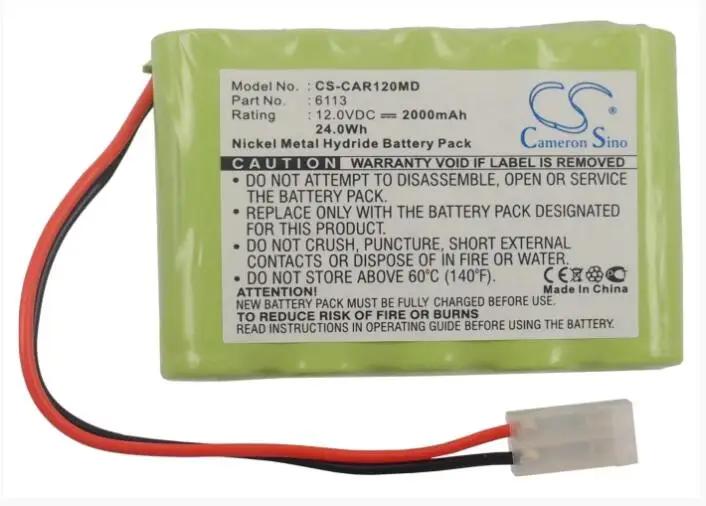 Model No. : CS-CAR120MD
Part No. : 6113
Rating : 12.0VDC ⎓ 2000mAh
24.0Wh
Nickel Metal Hydride Battery Pack
CS
Cameron Sino
CAUTION! WARRANTY VOID IF LABEL IS REMOVED
• DO NOT ATTEMPT TO DISASSEMBLE, OPEN OR SERVICE
THE BATTERY PACK.
• REPLACE ONLY WITH THE BATTERY PACK DESIGNATED
FOR THIS PRODUCT.
• DO NOT CRUSH, PUNCTURE, SHORT EXTERNAL
CONTACTS OR DISPOSE OF IN FIRE OR WATER.
• DO NOT STORE ABOVE 60°C (140°F).
CE
Made In China
ATTENTION!
NEW BATTERY PACK MUST BE FULLY CHARGED BEFORE USE
TO REDUCE RISK OF FIRE OR BURNS
READ INSTRUCTIONS IN OPERATING GUIDE BEFORE USING BATTERY